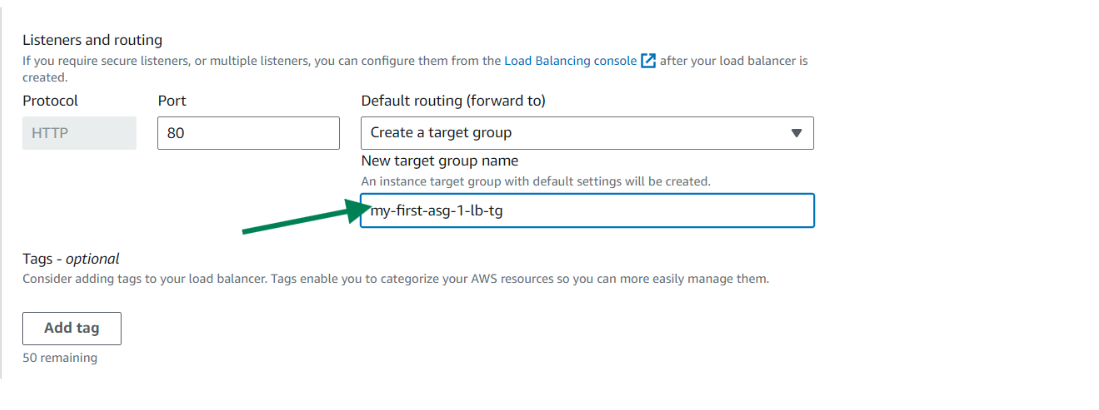 Listeners and routing
If you require secure listeners, or multiple listeners, you can configure them from the Load Balancing console after your load balancer is
created.
Protocol Port Default routing (forward to)
HTTP 80 Create a target group
New target group name
An instance target group with default settings will be created.
my-first-asg-1-lb-tg
Tags - optional
Consider adding tags to your load balancer. Tags enable you to categorize your AWS resources so you can more easily manage them.
Add tag
50 remaining